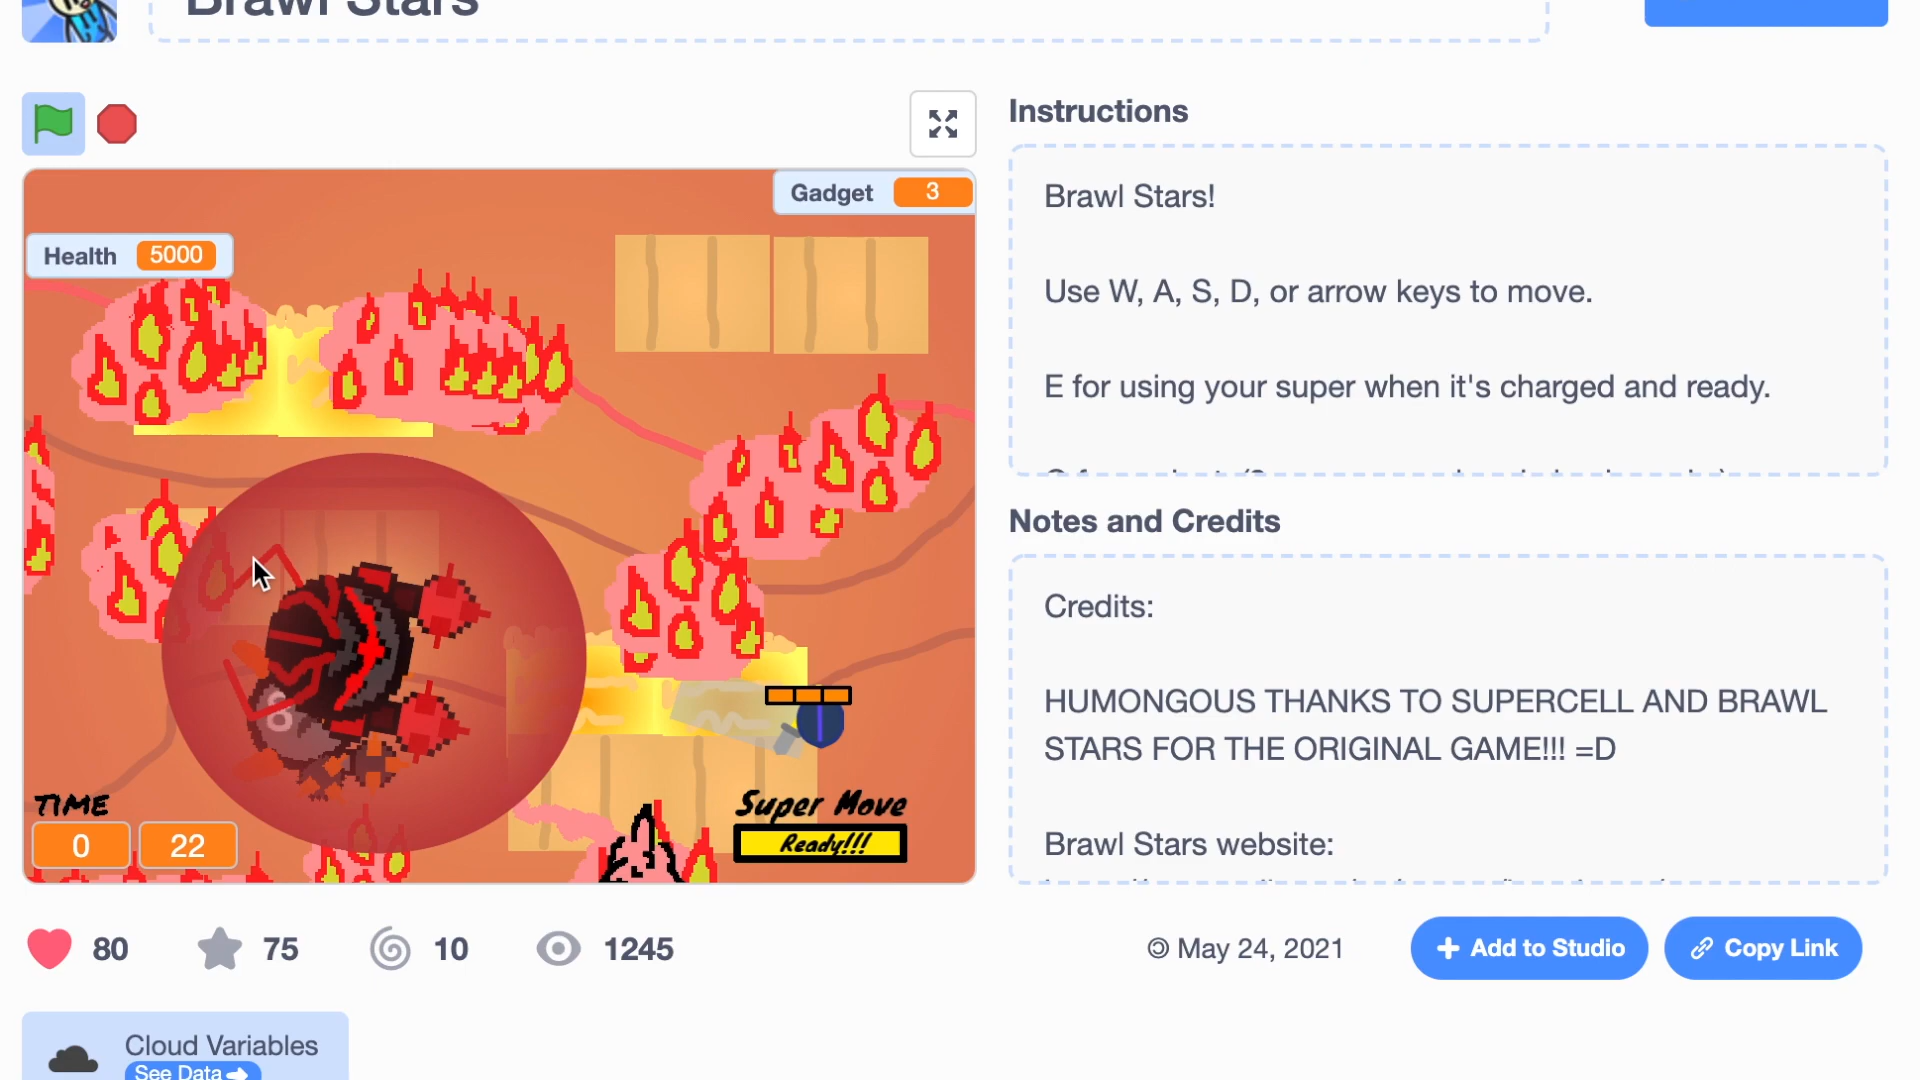 Brawl Stars
Instructions
Gadget 3
Health 5000
Brawl Stars!
Use W, A, S, D, or arrow keys to move.
E for using your super when it's charged and ready.
Notes and Credits
Credits:
HUMONGOUS THANKS TO SUPERCELL AND BRAWL
STARS FOR THE ORIGINAL GAME!!! =D
Brawl Stars website:
8
TIME
0 22
Super Move
Ready!!!
80 75 10 1245
© May 24, 2021
Add to Studio
Copy Link
Cloud Variables
See Data